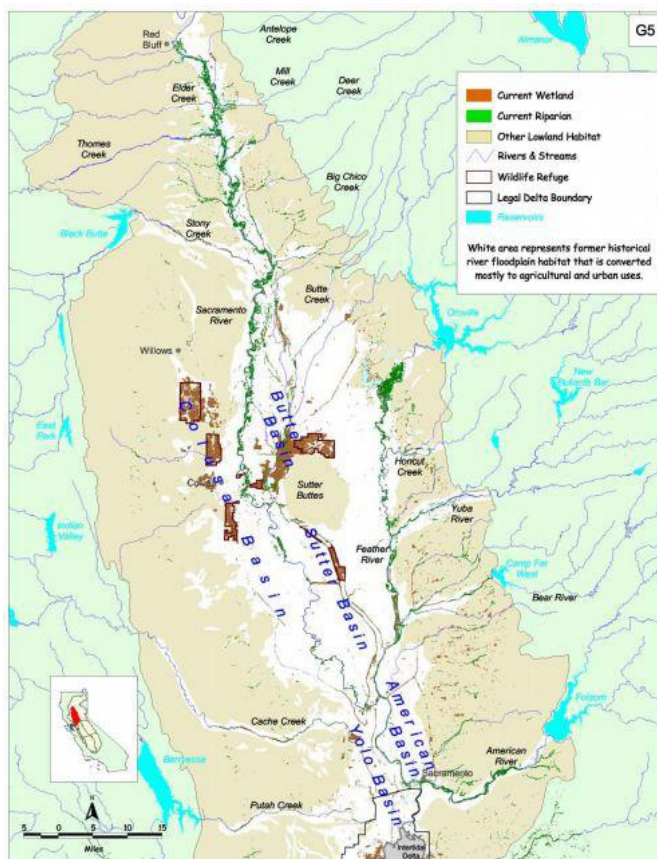 G5
Red
Bluff
Antelope
Creek
Almanor
Mill
Creek
Deer
Creek
Elder
Creek
Thomes
Creek
Big Chico
Creek
Stony
Creek
Black Butte
Current Wetland
Current Riparian
Other Lowland Habitat
Rivers & Streams
Wildlife Refuge
Legal Delta Boundary
Reservoirs
White area represents former historical
river floodplain habitat that is converted
mostly to agricultural and urban uses.
Butte
Creek
Sacramento
River
Oroville
Willows
New
Bullards Bar
East
Park
Colusa
Basin
Butte
Basin
Honcut
Creek
Sutter
Buttes
Yuba
River
Indian
Valley
Feather
River
Sutter
Basin
Camp Far
West
Bear River
American
Basin
Folsom
Cache Creek
Yolo Basin
American
River
Sacramento
Berryessa
Putah Creek
Intertidal
Delta
N
5 0 5 10 15
Miles